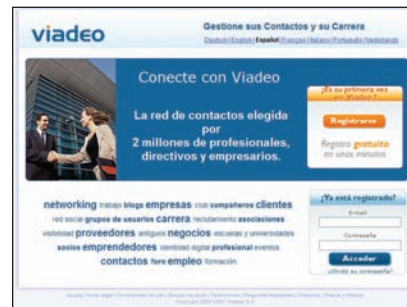 viadeo
Gestione sus Contactos y su Carrera
Deutsch | English | Español | Français | Italiano | Português | Nederlands
Conecte con Viadeo
La red de contactos elegida
por
2 millones de profesionales,
directivos y empresarios.
¿Es su primera vez
en Viadeo?
Registrarse
Registro gratuito
en unos minutos
networking trabajo blogs empresas club compañeros clientes
red social grupos de usuarios carrera reclutamiento asociaciones
visibilidad proveedores antiguos negocios escuelas y universidades
socios emprendedores identidad digital profesional eventos
contactos foro empleo formación
¿Ya está registrado?
E-mail
Contraseña
Acceder
¿Olvidó su contraseña?